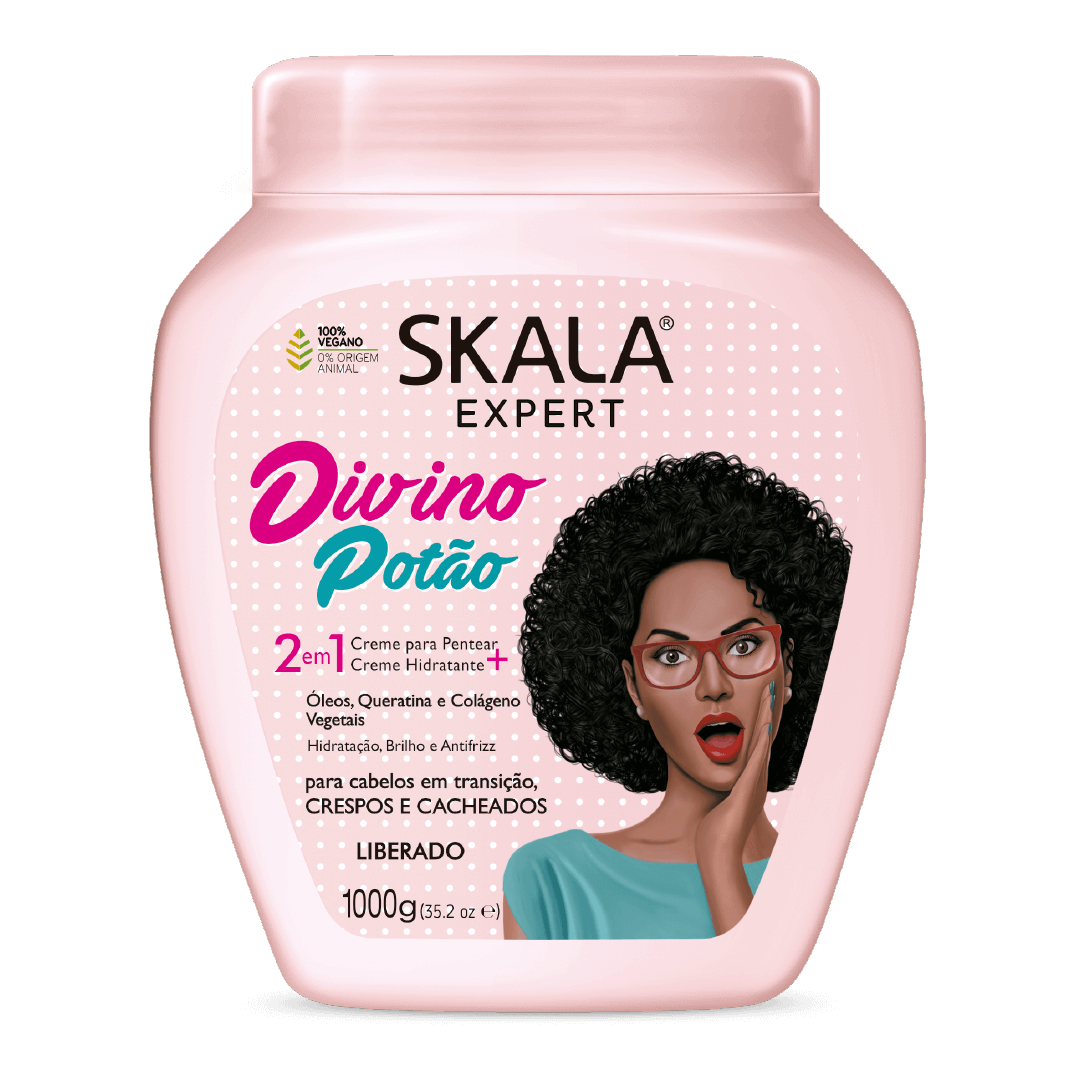 100%
VEGANO
0% ORIGEM
ANIMAL
SKALA®
EXPERT
Divino
Potão
2em1 Creme para Pentear
Creme Hidratante +
Óleos, Queratina e Colágeno
Vegetais
Hidratação, Brilho e Antifrizz
para cabelos em transição,
CRESPOS E CACHEADOS
LIBERADO
1000g (35.2 oz ℮)